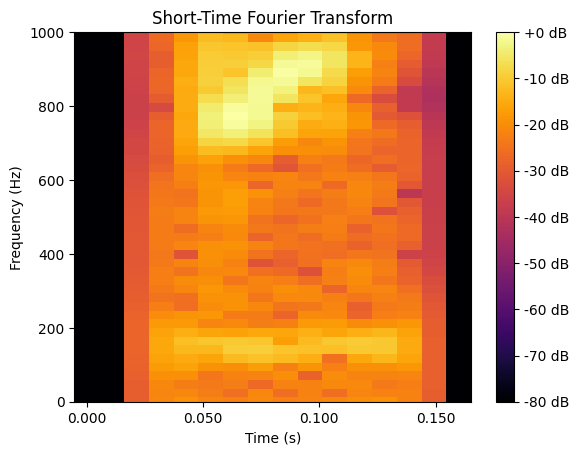 Short-Time Fourier Transform
1000
800
600
400
200
0
Frequency (Hz)
0.000
0.050
0.100
0.150
Time (s)
+0 dB
-10 dB
-20 dB
-30 dB
-40 dB
-50 dB
-60 dB
-70 dB
-80 dB